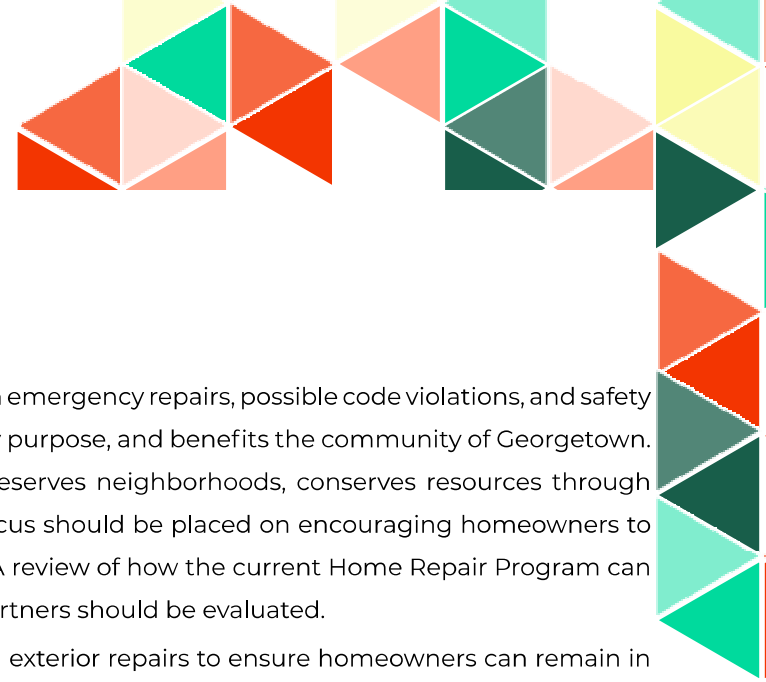 emergency repairs, possible code violations, and safety
purpose, and benefits the community of Georgetown.
eserves neighborhoods, conserves resources through
cus should be placed on encouraging homeowners to
A review of how the current Home Repair Program can
rtners should be evaluated.
exterior repairs to ensure homeowners can remain in